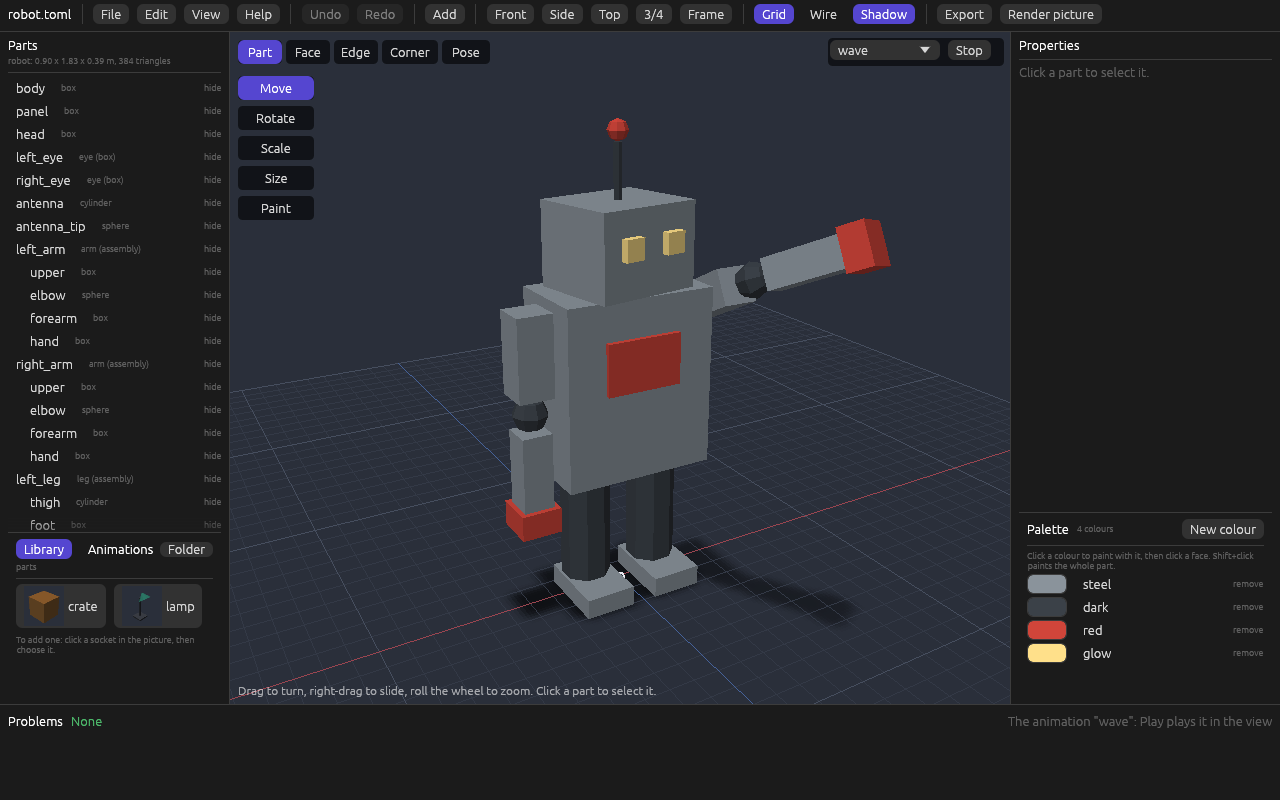 robot.toml File Edit View Help Undo Redo Add Front Side Top 3/4 Frame Grid Wire Shadow Export Render picture
Parts
robot: 0.90 x 1.83 x 0.39 m, 384 triangles
body box hide
panel box hide
head box hide
left_eye eye (box) hide
right_eye eye (box) hide
antenna cylinder hide
antenna_tip sphere hide
left_arm arm (assembly) hide
upper box hide
elbow sphere hide
forearm box hide
hand box hide
right_arm arm (assembly) hide
upper box hide
elbow sphere hide
forearm box hide
hand box hide
left_leg leg (assembly) hide
thigh cylinder hide
foot box hide
Library Animations Folder
parts
crate lamp
To add one: click a socket in the picture, then
choose it.
Part Face Edge Corner Pose
Move
Rotate
Scale
Size
Paint
wave Stop
Drag to turn, right-drag to slide, roll the wheel to zoom. Click a part to select it.
Properties
Click a part to select it.
Palette 4 colours New colour
Click a colour to paint with it, then click a face. Shift+click
paints the whole part.
steel remove
dark remove
red remove
glow remove
Problems None
The animation "wave": Play plays it in the view